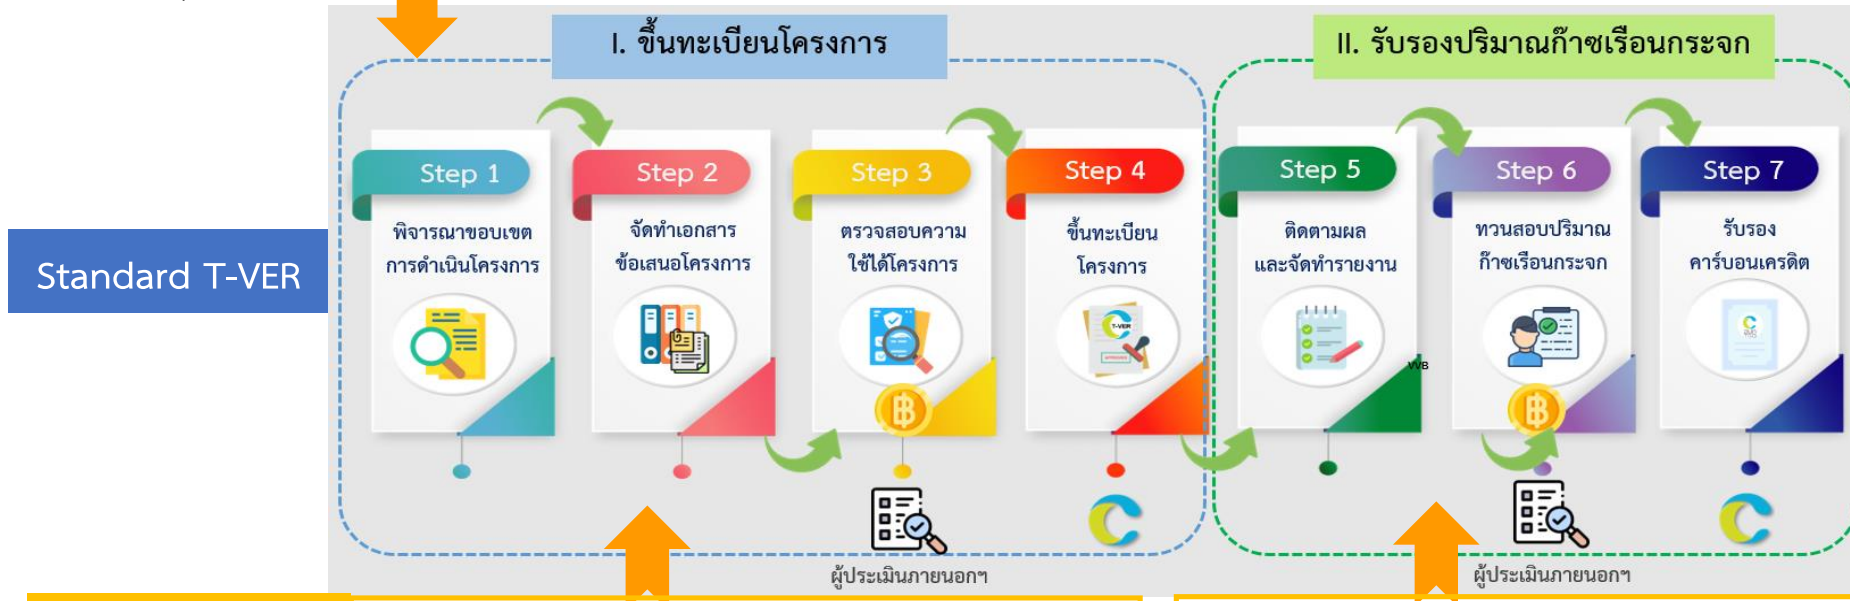 I. ขึ้นทะเบียนโครงการ
II. รับรองปริมาณก๊าซเรือนกระจก
Standard T-VER
Step 1
พิจารณาขอบเขต
การดำเนินโครงการ
Step 2
จัดทำเอกสาร
ข้อเสนอโครงการ
Step 3
ตรวจสอบความ
ใช้ได้โครงการ
Step 4
ขึ้นทะเบียน
โครงการ
T-VER
Step 5
ติดตามผล
และจัดทำรายงาน
VVB
Step 6
ทวนสอบปริมาณ
ก๊าซเรือนกระจก
Step 7
รับรอง
คาร์บอนเครดิต
ผู้ประเมินภายนอกฯ
ผู้ประเมินภายนอกฯ